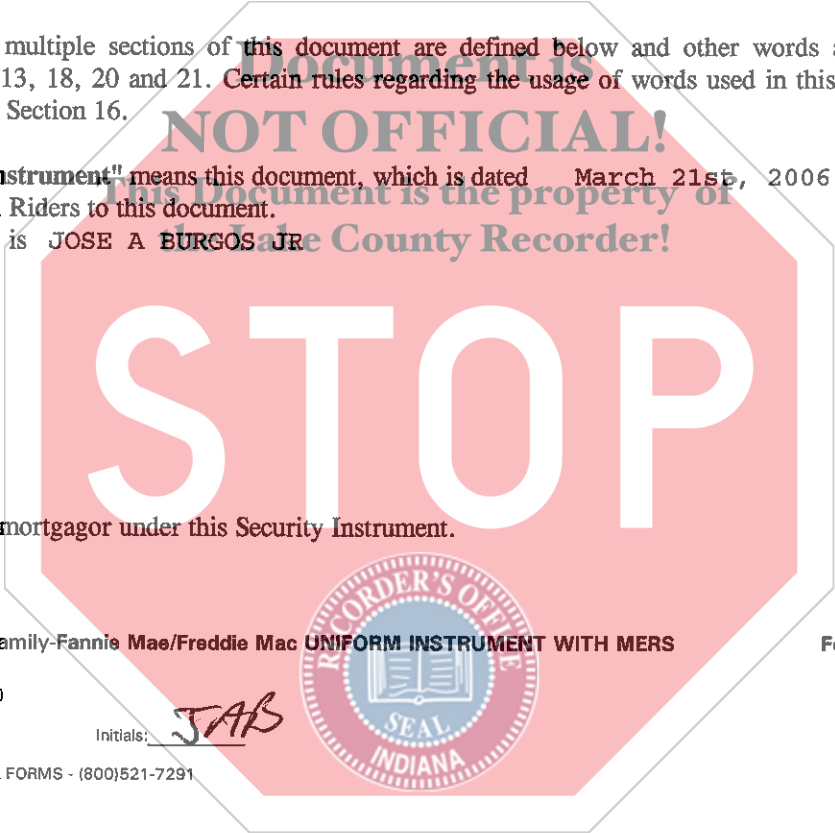 multiple sections of this document are defined below and other words
13, 18, 20 and 21. Certain rules regarding the usage of words used in this
Section 16.
Document is
NOT OFFICIAL!
This Document is the property of
the Lake County Recorder!
nstrument" means this document, which is dated March 21st, 2006
Riders to this document.
is JOSE A BURGOS JR
STOP
mortgagor under this Security Instrument.
RECORDER'S OFFICE
SEAL
INDIANA
amily-Fannie Mae/Freddie Mac UNIFORM INSTRUMENT WITH MERS
Initials: JAB
FORMS - (800)521-7291